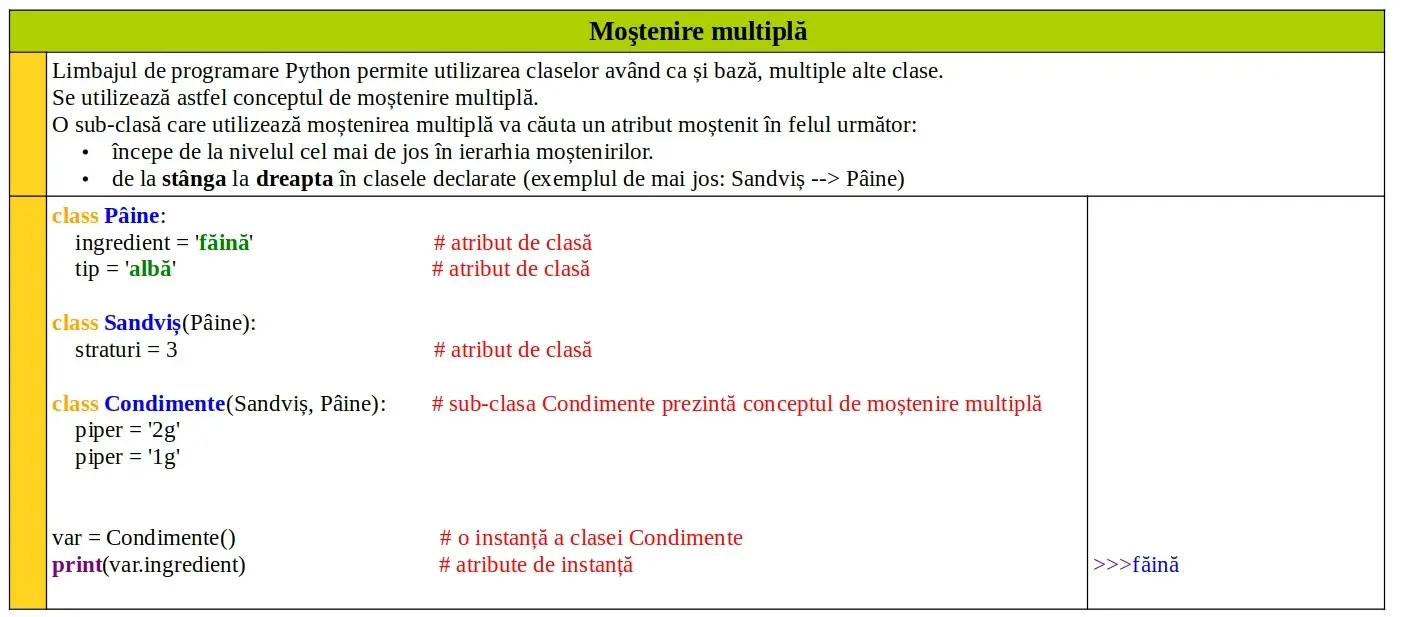 Moştenire multiplă
Limbajul de programare Python permite utilizarea claselor având ca și bază, multiple alte clase.
Se utilizează astfel conceptul de moștenire multiplă.
O sub-clasă care utilizează moștenirea multiplă va căuta un atribut moștenit în felul următor:
• începe de la nivelul cel mai de jos în ierarhia moștenirilor.
• de la stânga la dreapta în clasele declarate (exemplul de mai jos: Sandviș --> Pâine)
class Pâine:
ingredient = 'făină' # atribut de clasă
tip = 'albă' # atribut de clasă
class Sandviș(Pâine):
straturi = 3 # atribut de clasă
class Condimente(Sandviș, Pâine): # sub-clasa Condimente prezintă conceptul de moștenire multiplă
piper = '2g'
piper = '1g'
var = Condimente() # o instanță a clasei Condimente
print(var.ingredient) # atribute de instanță >>>făină